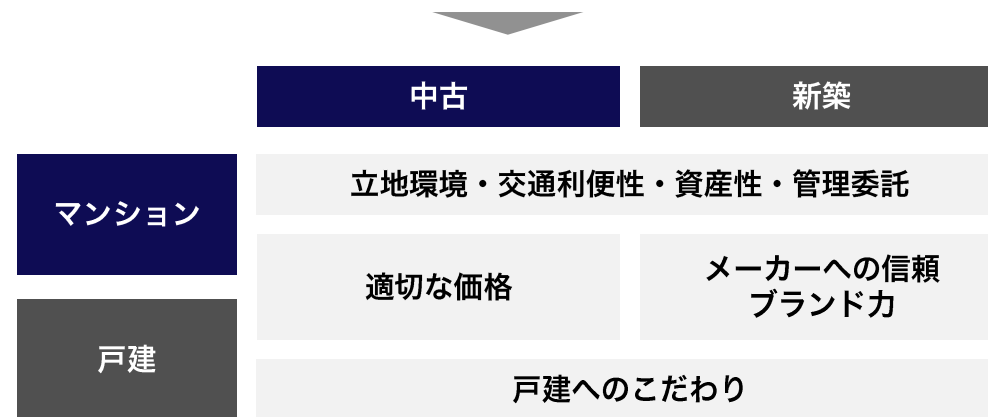 中古
新築
マンション
立地環境・交通利便性・資産性・管理委託
適切な価格
メーカーへの信頼
ブランド力
戸建
戸建へのこだわり